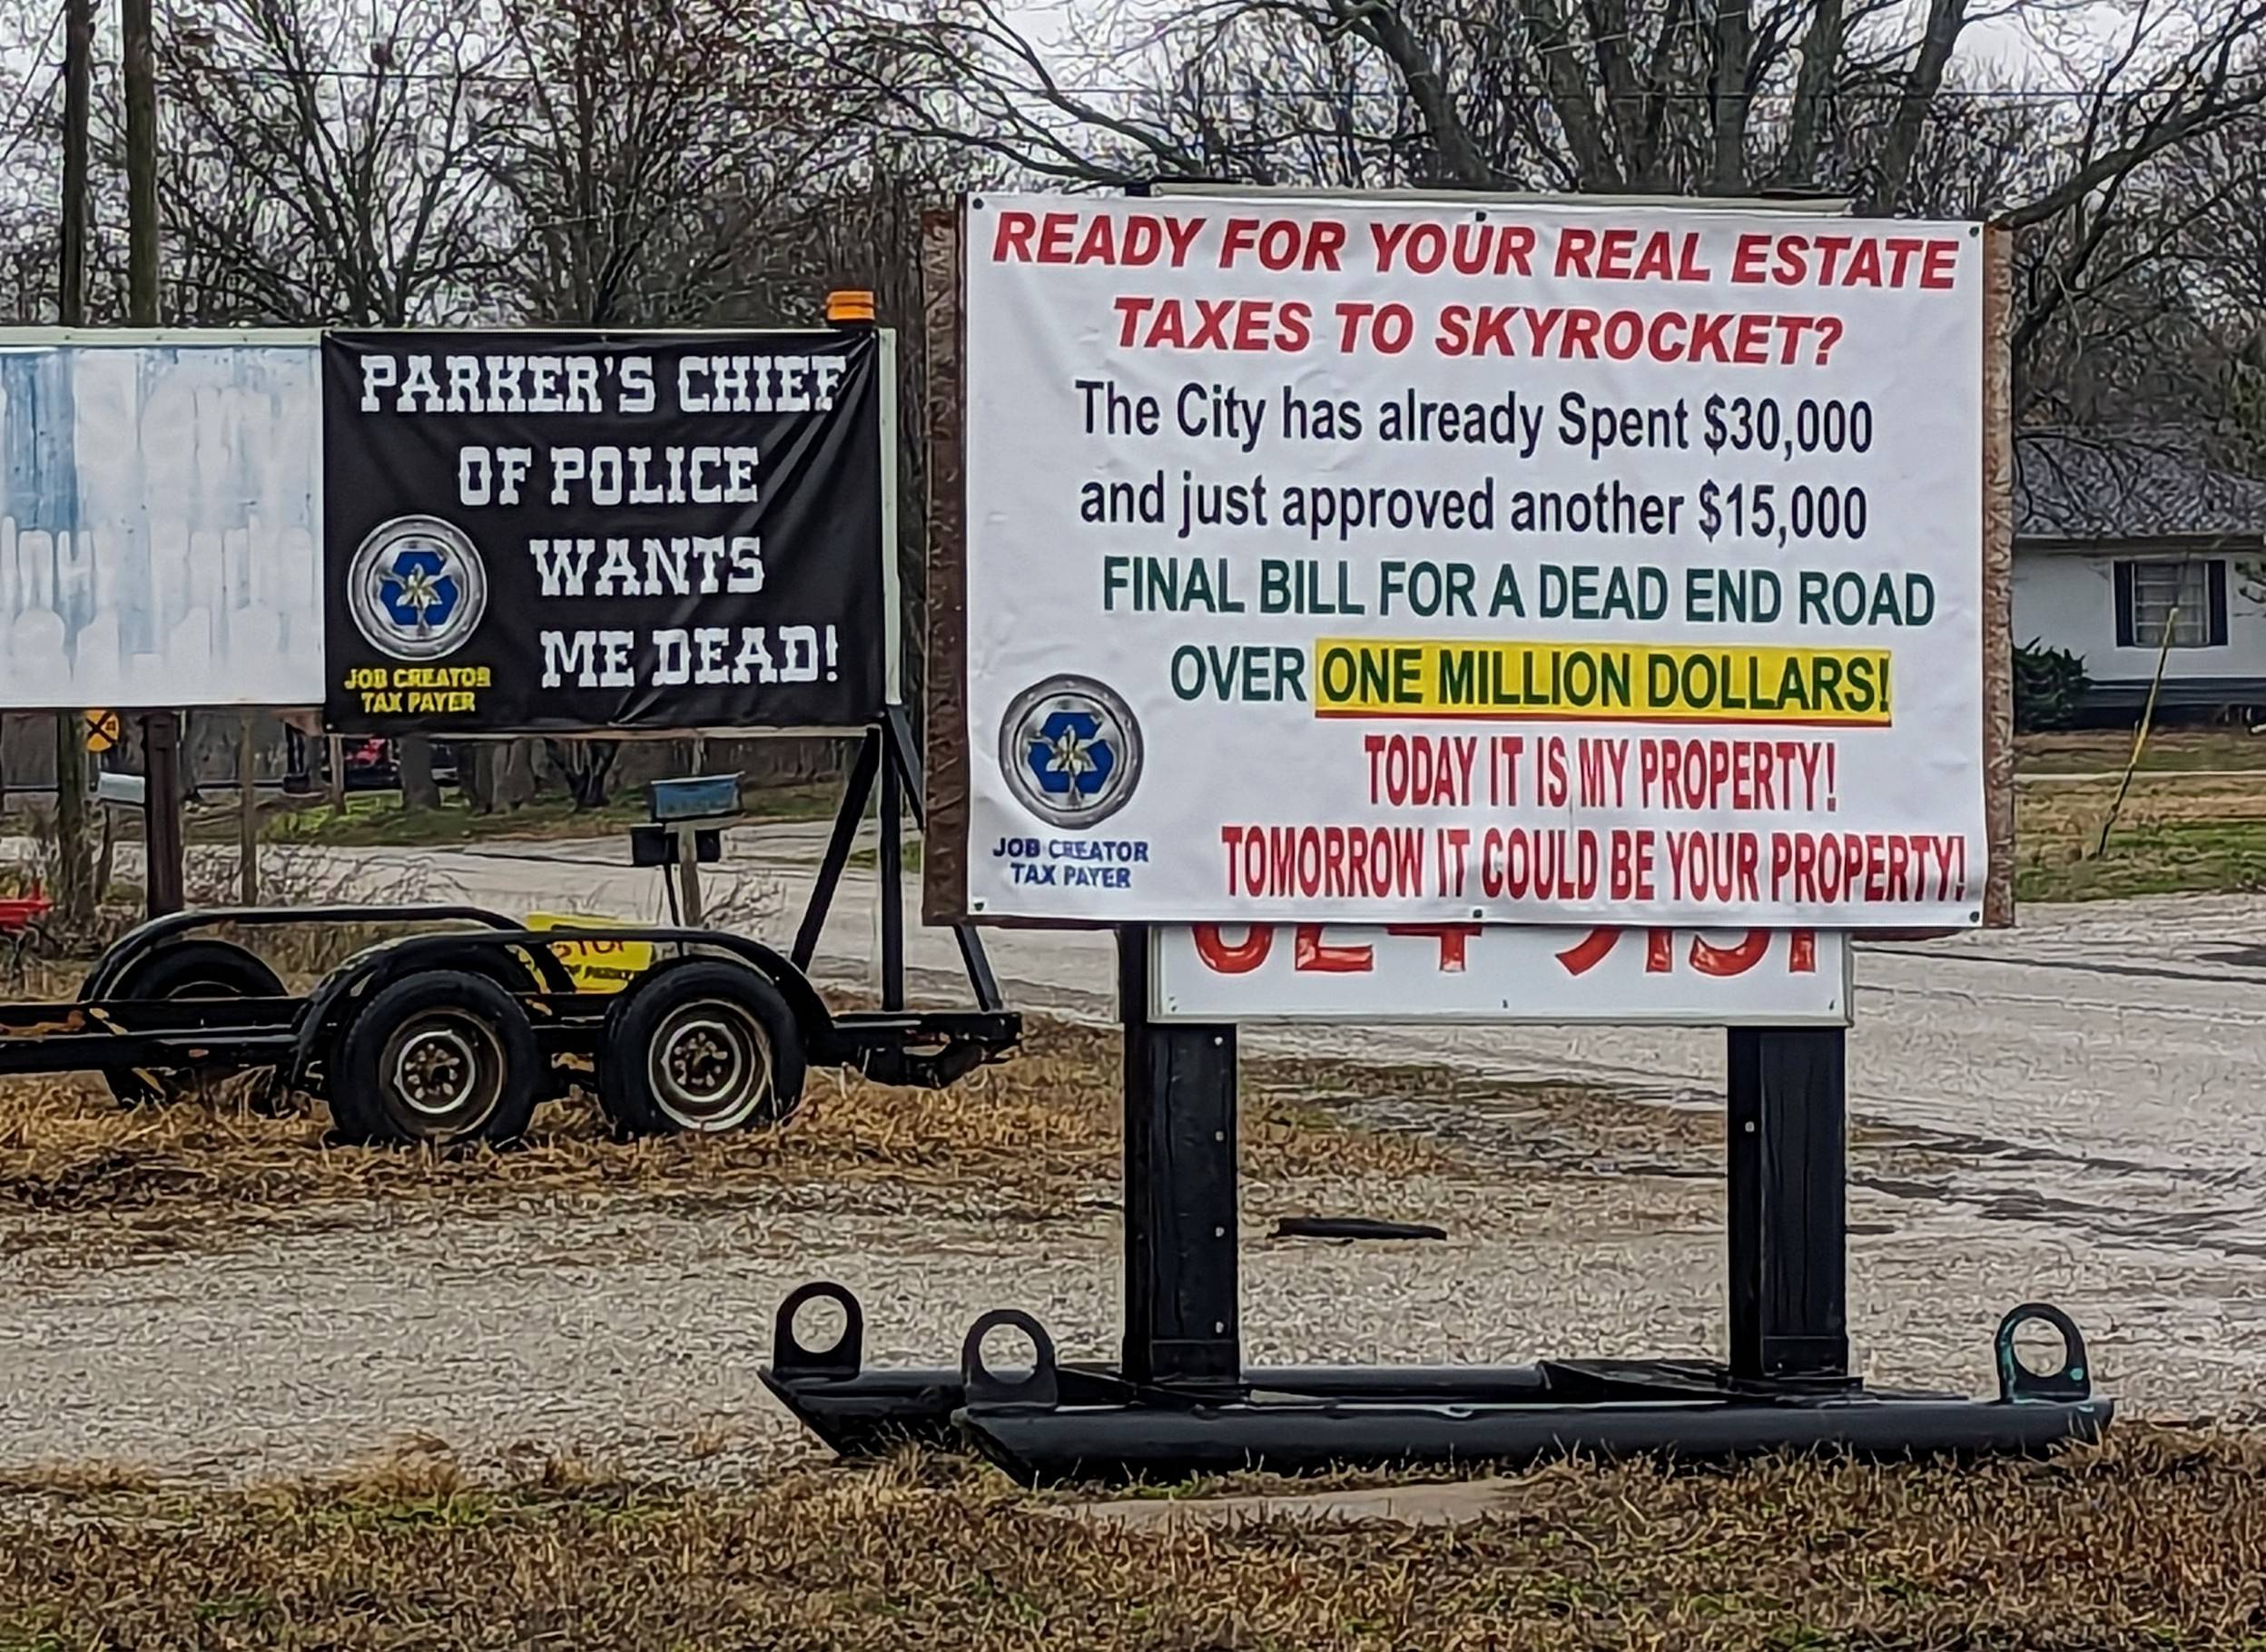 PARKER'S CHIEF
OF POLICE
WANTS
ME DEAD!
JOB CREATOR
TAX PAYER
READY FOR YOUR REAL ESTATE
TAXES TO SKYROCKET?
The City has already Spent $30,000
and just approved another $15,000
FINAL BILL FOR A DEAD END ROAD
OVER ONE MILLION DOLLARS!
TODAY IT IS MY PROPERTY!
TOMORROW IT COULD BE YOUR PROPERTY!
JOB CREATOR
TAX PAYER
STOP